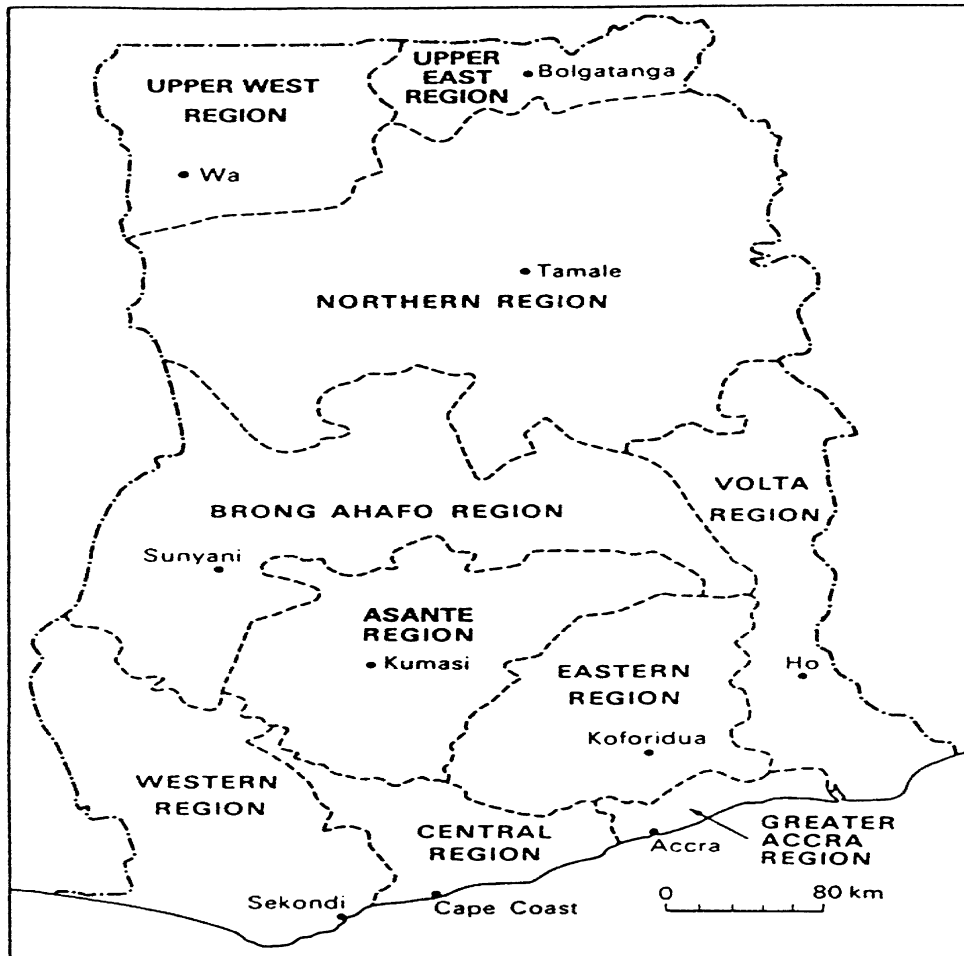 UPPER
EAST
REGION
Bolgatanga
UPPER WEST
REGION
Wa
Tamale
NORTHERN REGION
VOLTA
REGION
BRONG AHAFO REGION
Sunyani
ASANTE
REGION
Kumasi
EASTERN
REGION
Ho
Koforidua
WESTERN
REGION
CENTRAL
REGION
GREATER
ACCRA
REGION
Accra
Sekondi
Cape Coast
0 80 km